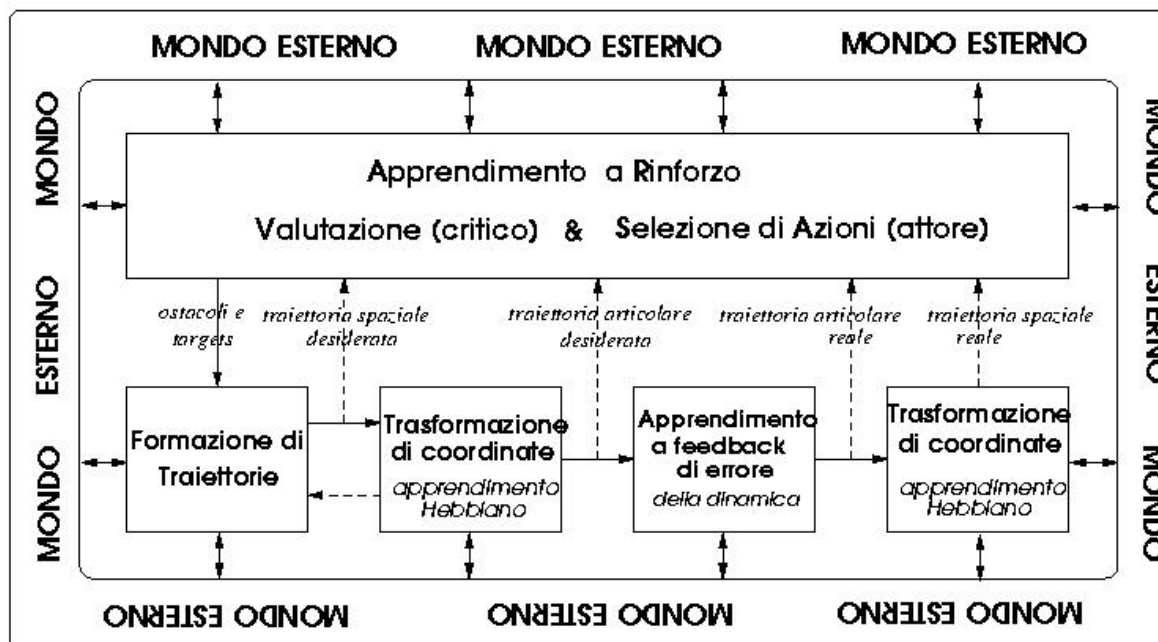 MONDO ESTERNO
MONDO ESTERNO
MONDO ESTERNO
MONDO ESTERNO MONDO
MONDO ESTERNO MONDO
Apprendimento a Rinforzo
Valutazione (critico) & Selezione di Azioni (attore)
ostacoli e
targets
traiettoria spaziale
desiderata
traiettoria articolare
desiderata
traiettoria articolare
reale
traiettoria spaziale
reale
Formazione di
Traiettorie
Trasformazione
di coordinate
apprendimento
Hebbiano
Apprendimento
a feedback
di errore
della dinamica
Trasformazione
di coordinate
apprendimento
Hebbiano
MONDO ESTERNO
MONDO ESTERNO
MONDO ESTERNO